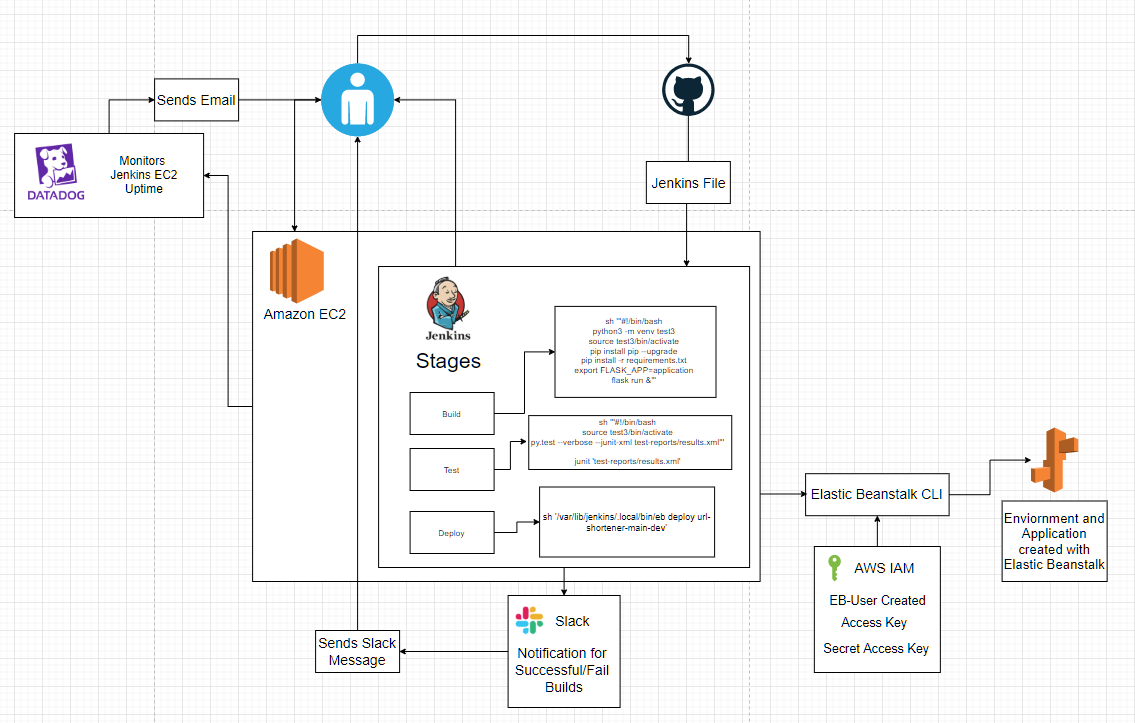 Sends Email
Monitors
Jenkins EC2
Uptime
DATADOG
Jenkins File
Amazon EC2
Jenkins
Stages
sh '''#!/bin/bash
python3 -m venv test3
source test3/bin/activate
pip install pip --upgrade
pip install -r requirements.txt
export FLASK_APP=application
flask run &'''
Build
sh '''#!/bin/bash
source test3/bin/activate
py.test --verbose --junit-xml test-reports/results.xml'''
junit 'test-reports/results.xml'
Test
sh '/var/lib/jenkins/.local/bin/eb deploy url-
shortener-main-dev'
Deploy
Elastic Beanstalk CLI
Enviornment and
Application
created with
Elastic Beanstalk
AWS IAM
EB-User Created
Access Key
Secret Access Key
Slack
Notification for
Successful/Fail
Builds
Sends Slack
Message